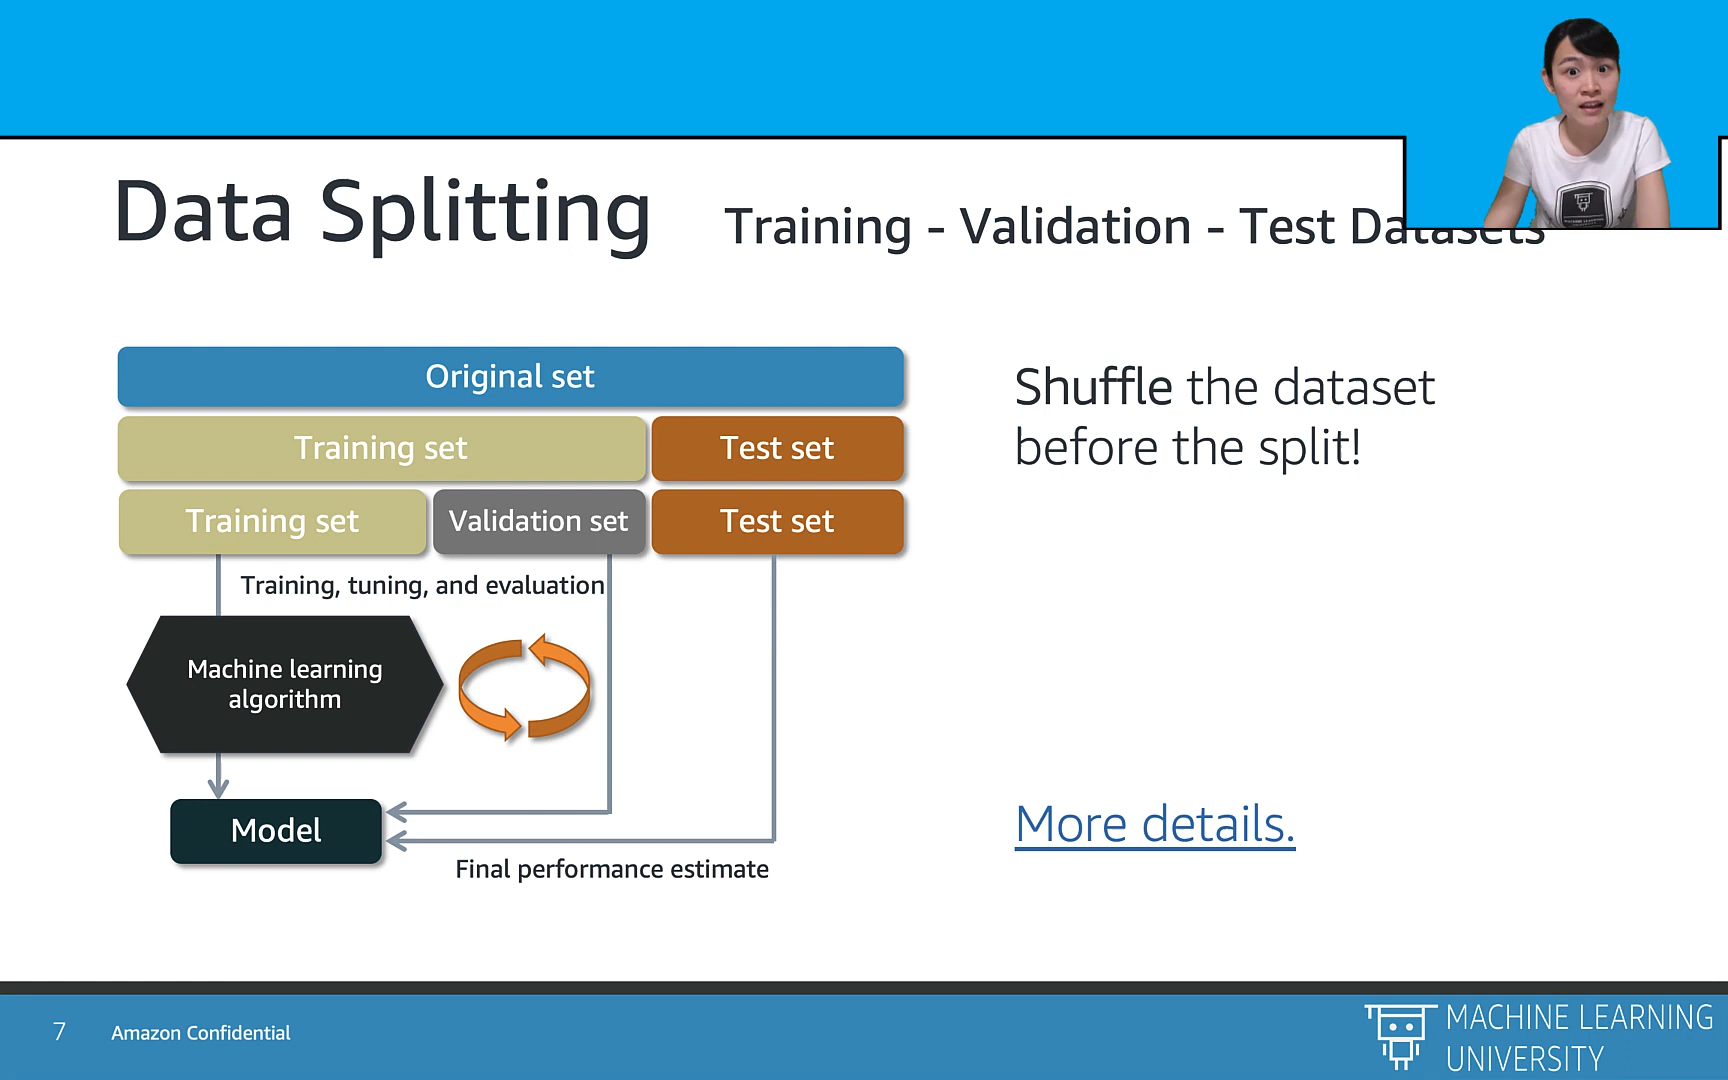 Data Splitting
Training - Validation - Test Datasets
Original set
Training set
Test set
Training set
Validation set
Test set
Training, tuning, and evaluation
Machine learning
algorithm
Model
Final performance estimate
Shuffle the dataset
before the split!
More details.
7
Amazon Confidential
MACHINE LEARNING
UNIVERSITY